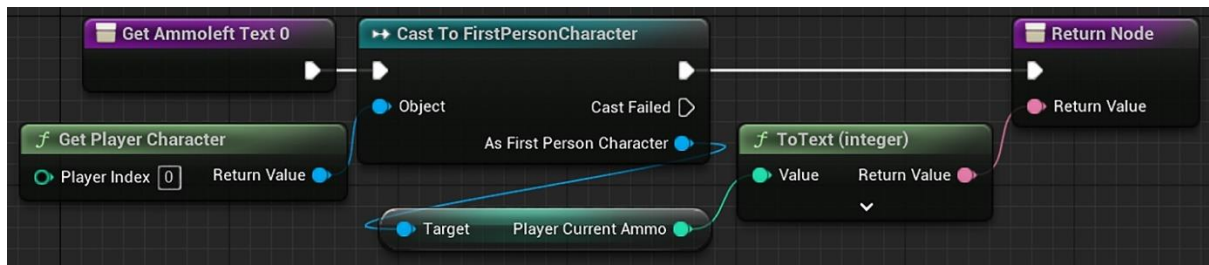 Get Ammoleft Text 0
Cast To FirstPersonCharacter
Return Node
Object
Cast Failed
Return Value
As First Person Character
f Get Player Character
Player Index 0
Return Value
f ToText (integer)
Value
Return Value
Target
Player Current Ammo